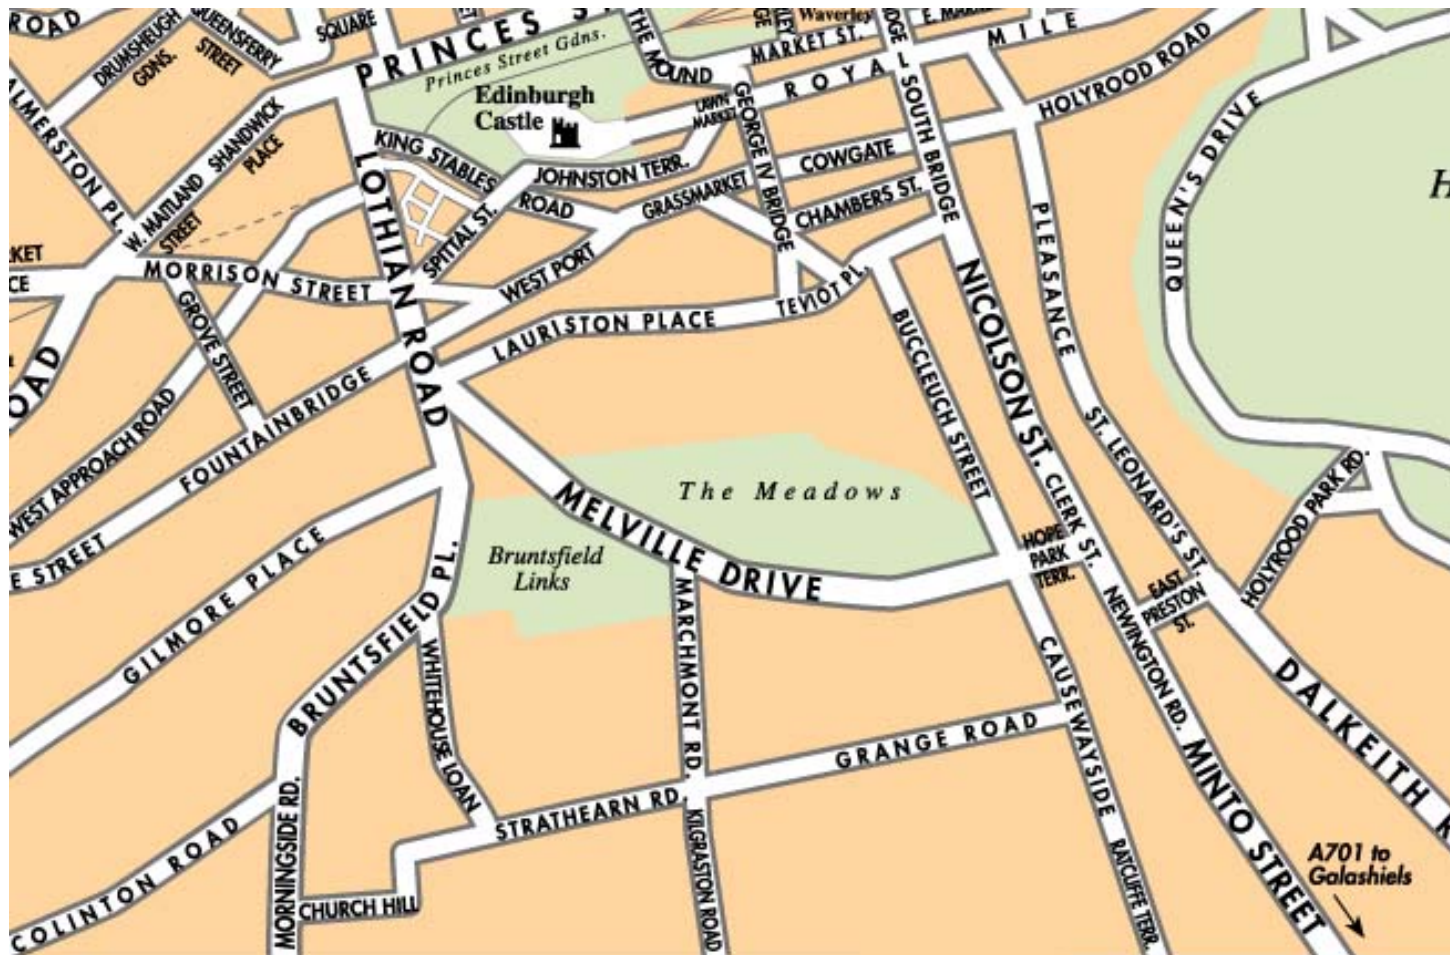 ROAD
DRUMSHEUGH
GDNS.
QUEENSFERRY
STREET
SQUARE
PRINCES
Princes Street Gdns.
THE MOUND
Waverley
MARKET ST.
ROYAL
MILE
LAWN
MARKET
Edinburgh
Castle
GEORGE IV BRIDGE
SOUTH BRIDGE
HOLYROOD ROAD
QUEEN'S DRIVE
H
W. MAITLAND
STREET
SHANDWICK
PLACE
KING STABLES
ROAD
JOHNSTON TERR.
GRASSMARKET
COWGATE
CHAMBERS ST.
SPITTAL ST.
WEST PORT
LOTHIAN ROAD
MORRISON STREET
GROVE STREET
TEVIOT PL.
LAURISTON PLACE
PLEASANCE
NICOLSON ST.
BUCCLEUCH STREET
OAD
WEST APPROACH ROAD
FOUNTAINBRIDGE
E STREET
GILMORE PLACE
The Meadows
Bruntsfield
Links
MELVILLE DRIVE
ST. LEONARD'S ST.
CLERK ST.
HOPE
PARK
TERR.
HOLYROOD PARK RD.
EAST
PRESTON
ST.
NEWINGTON RD.
BRUNTSFIELD PL.
WHITEHOUSE LOAN
MARCHMONT RD.
CAUSEWAYSIDE
DALKEITH R
GRANGE ROAD
STRATHEARN RD.
MORNINGSIDE RD.
COLINTON ROAD
CHURCH HILL
KILGRASTON ROAD
RATCLIFFE TERR.
MINTO STREET
A701 to
Galashiels